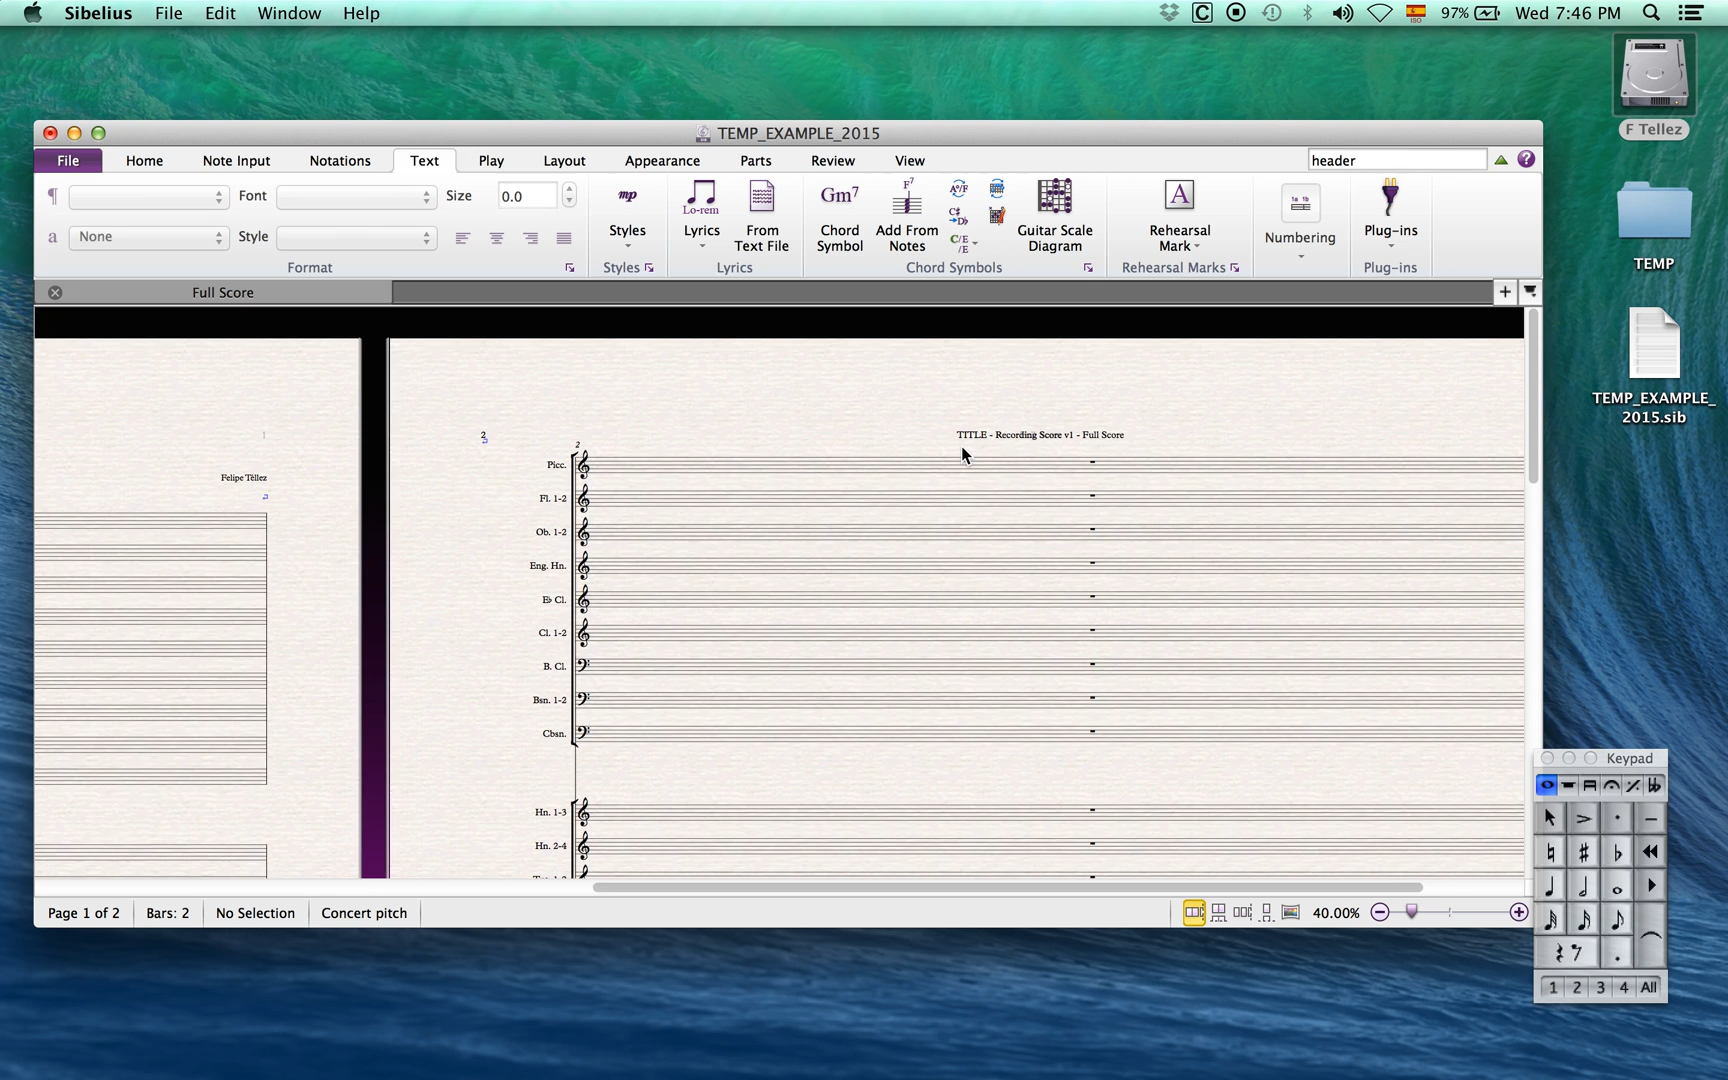 Sibelius File Edit Window Help
C ISO 97% Wed 7:46 PM
F Tellez
TEMP
TEMP_EXAMPLE_
2015.sib
TEMP_EXAMPLE_2015
File Home Note Input Notations Text Play Layout Appearance Parts Review View header ?
Font Size 0.0
a None Style
Format
mp
Styles
Styles
Lo-rem
Lyrics
From
Text File
Lyrics
Gm7
Chord
Symbol
F7
Add From
Notes
Guitar Scale
Diagram
Chord Symbols
A
Rehearsal
Mark
Rehearsal Marks
1a 1b
Numbering
Plug-ins
Plug-ins
Full Score
1
Felipe Téllez
2
TITLE - Recording Score v1 - Full Score
2
Picc.
Fl. 1-2
Ob. 1-2
Eng. Hn.
E♭ Cl.
Cl. 1-2
B. Cl.
Bsn. 1-2
Cbsn.
Hn. 1-3
Hn. 2-4
Page 1 of 2 Bars: 2 No Selection Concert pitch 40.00%
Keypad
1 2 3 4 All